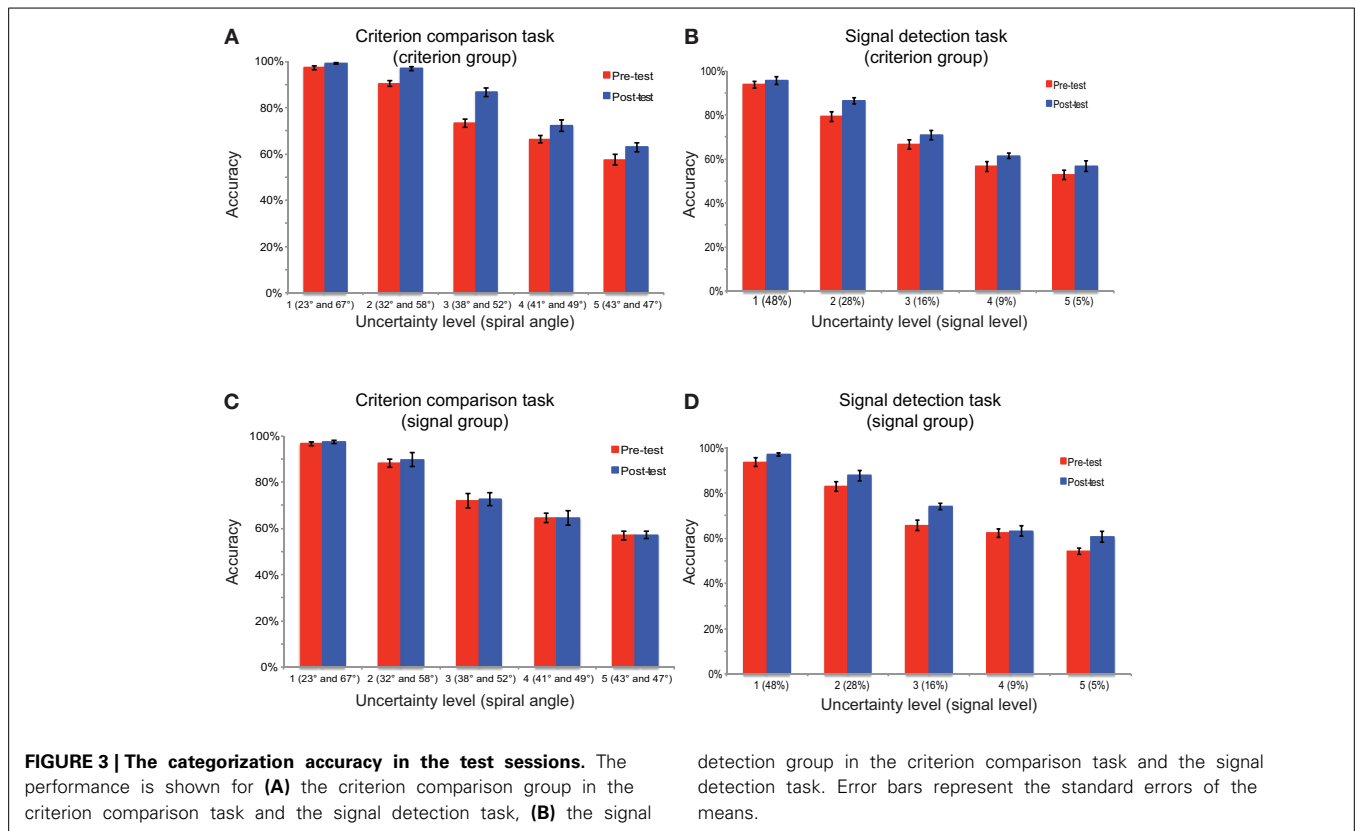 A
Criterion comparison task
(criterion group)
100%
80%
60%
40%
20%
0%
Accuracy
Pre-test
Post-test
1 (23° and 67°) 2 (32° and 58°) 3 (38° and 52°) 4 (41° and 49°) 5 (43° and 47°)
Uncertainty level (spiral angle)
B
Signal detection task
(criterion group)
100%
80%
60%
40%
20%
0%
Accuracy
Pre-test
Post-test
1 (48%) 2 (28%) 3 (16%) 4 (9%) 5 (5%)
Uncertainty level (signal level)
C
Criterion comparison task
(signal group)
100%
80%
60%
40%
20%
0%
Accuracy
Pre-test
Post-test
1 (23° and 67°) 2 (32° and 58°) 3 (38° and 52°) 4 (41° and 49°) 5 (43° and 47°)
Uncertainty level (spiral angle)
D
Signal detection task
(signal group)
100%
80%
60%
40%
20%
0%
Accuracy
Pre-test
Post-test
1 (48%) 2 (28%) 3 (16%) 4 (9%) 5 (5%)
Uncertainty level (signal level)
FIGURE 3 | The categorization accuracy in the test sessions. The
performance is shown for (A) the criterion comparison group in the
criterion comparison task and the signal detection task, (B) the signal
detection group in the criterion comparison task and the signal
detection task. Error bars represent the standard errors of the
means.